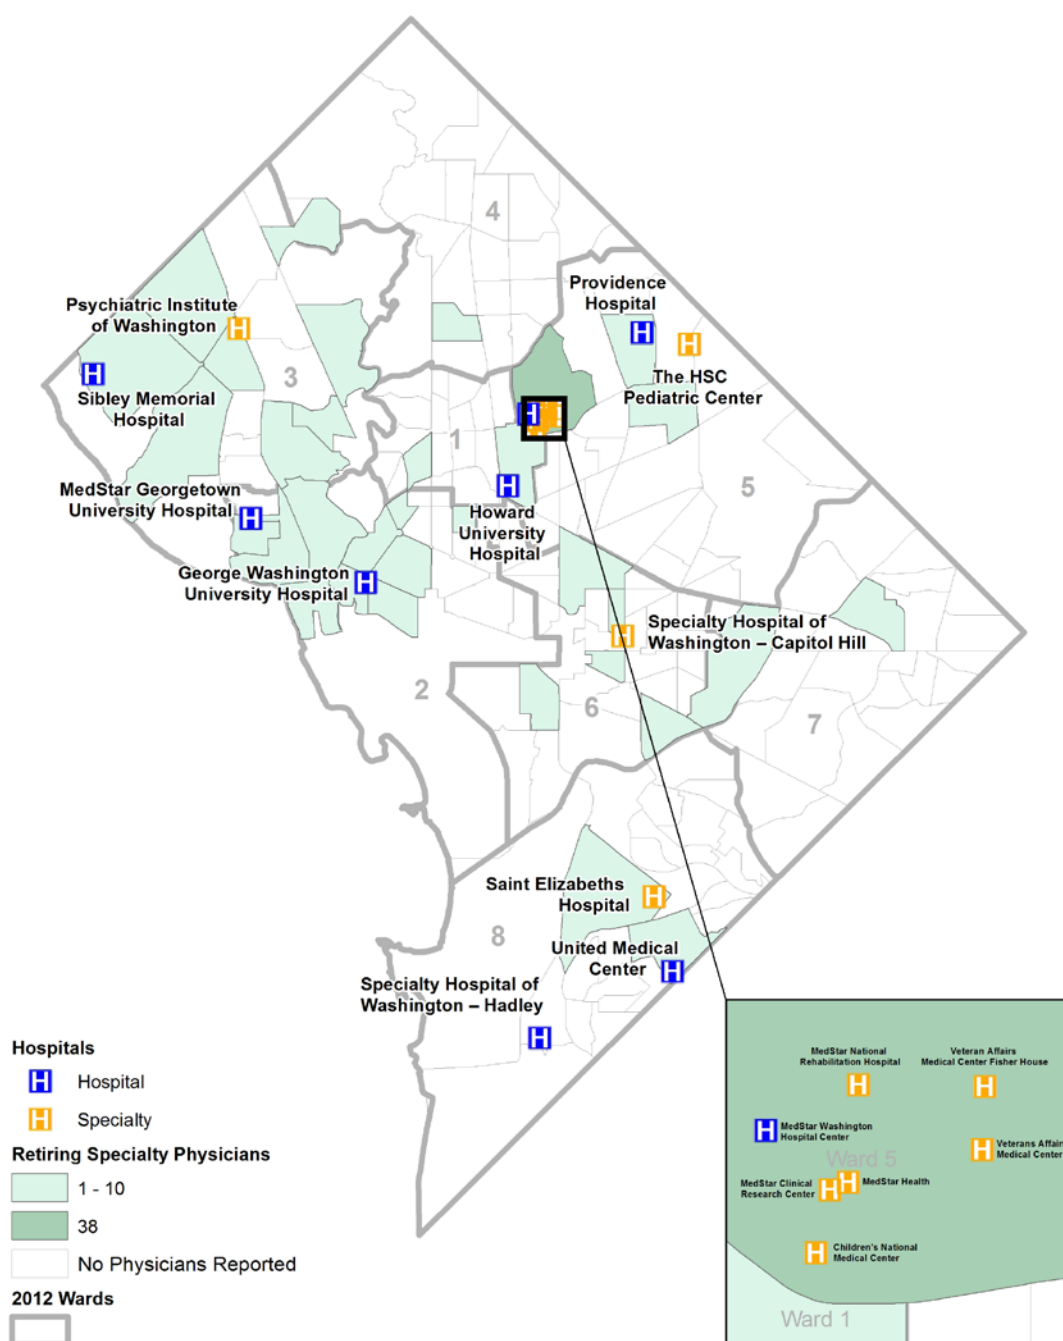 4
Providence
Hospital
Psychiatric Institute
of Washington
H
H
H
3
H
The HSC
Pediatric Center
Sibley Memorial
Hospital
H
1
5
MedStar Georgetown
University Hospital
H
H
Howard
University
Hospital
George Washington
University Hospital
H
Specialty Hospital of
Washington – Capitol Hill
H
2
6
7
Saint Elizabeths
Hospital
H
8
United Medical
Center
H
Specialty Hospital of
Washington – Hadley
H
Hospitals
H Hospital
H Specialty
Retiring Specialty Physicians
1 - 10
38
No Physicians Reported
2012 Wards
MedStar National
Rehabilitation Hospital
H
Veteran Affairs
Medical Center Fisher House
H
H
MedStar Washington
Hospital Center
H
Veterans Affair
Medical Center
Ward 5
MedStar Clinical
Research Center
H
H
MedStar Health
H
Children's National
Medical Center
Ward 1